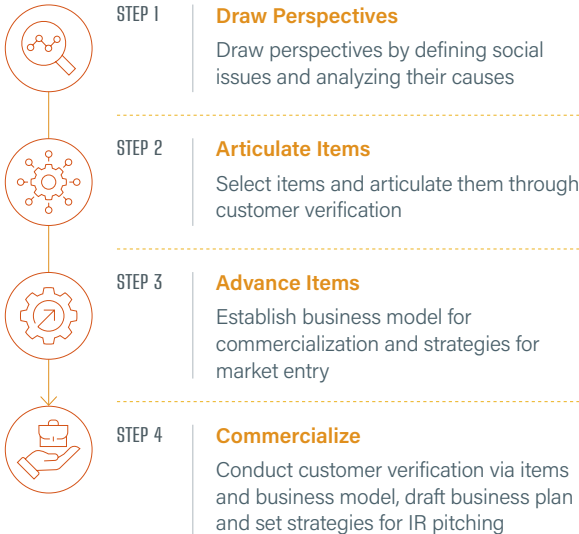 STEP 1
Draw Perspectives
Draw perspectives by defining social
issues and analyzing their causes
STEP 2
Articulate Items
Select items and articulate them through
customer verification
STEP 3
Advance Items
Establish business model for
commercialization and strategies for
market entry
STEP 4
Commercialize
Conduct customer verification via items
and business model, draft business plan
and set strategies for IR pitching